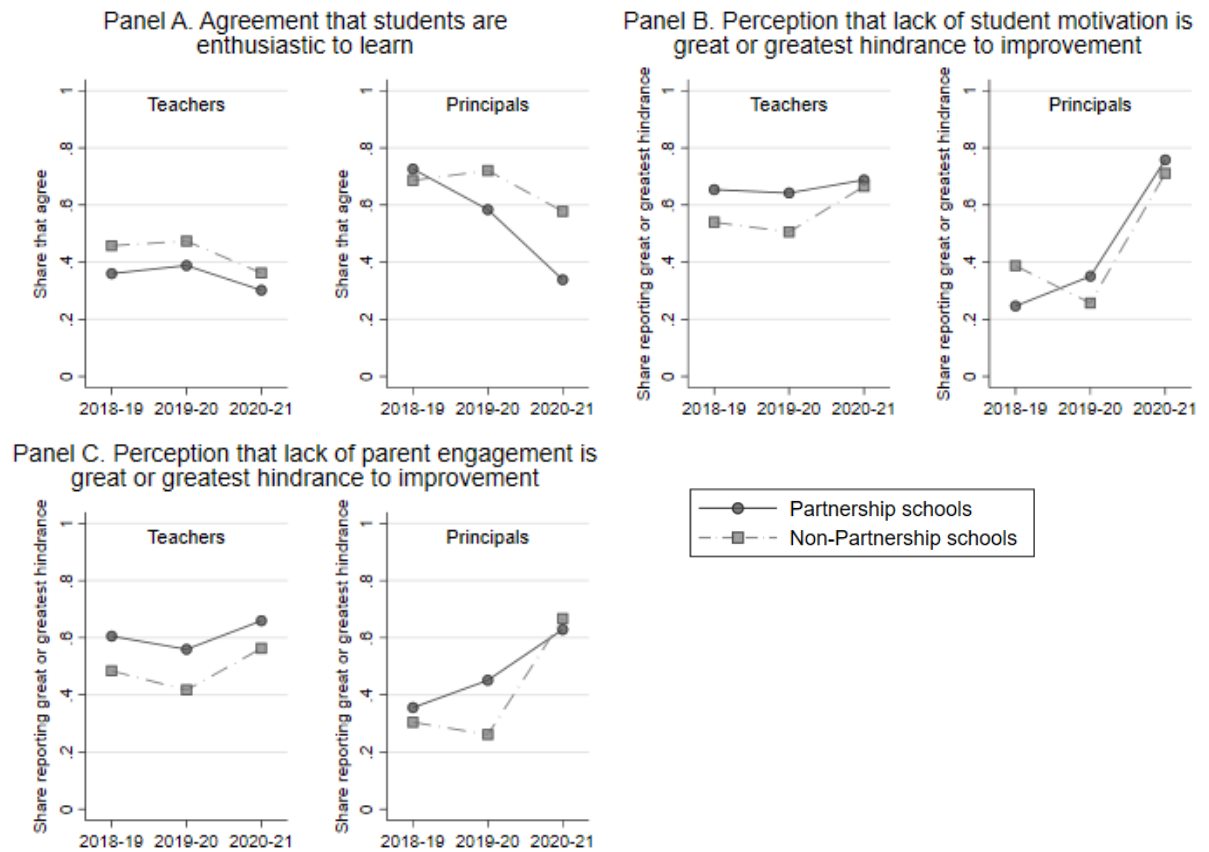 Panel A. Agreement that students are
enthusiastic to learn
Share that agree
1
.8
.6
.4
.2
0
Teachers
2018-19 2019-20 2020-21
Share that agree
1
.8
.6
.4
.2
0
Principals
2018-19 2019-20 2020-21
Panel B. Perception that lack of student motivation is
great or greatest hindrance to improvement
Share reporting great or greatest hindrance
1
.8
.6
.4
.2
0
Teachers
2018-19 2019-20 2020-21
Share reporting great or greatest hindrance
1
.8
.6
.4
.2
0
Principals
2018-19 2019-20 2020-21
Panel C. Perception that lack of parent engagement is
great or greatest hindrance to improvement
Share reporting great or greatest hindrance
1
.8
.6
.4
.2
0
Teachers
2018-19 2019-20 2020-21
Share reporting great or greatest hindrance
1
.8
.6
.4
.2
0
Principals
2018-19 2019-20 2020-21
Partnership schools
Non-Partnership schools